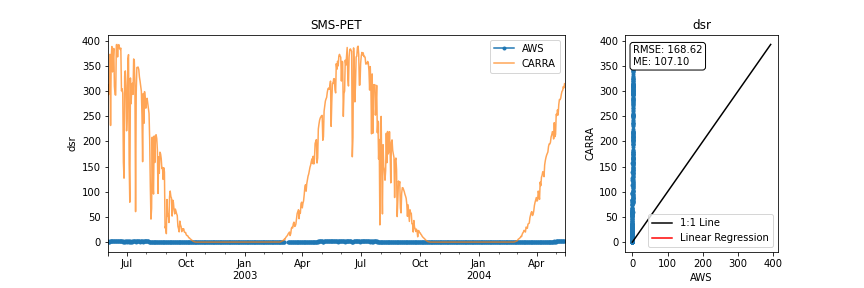 SMS-PET
dsr
400
350
300
250
200
150
100
50
0
Jul
Oct
Jan
2003
Apr
Jul
Oct
Jan
2004
Apr
AWS
CARRA
dsr
CARRA
400
350
300
250
200
150
100
50
0
RMSE: 168.62
ME: 107.10
1:1 Line
Linear Regression
0
100
200
300
400
AWS